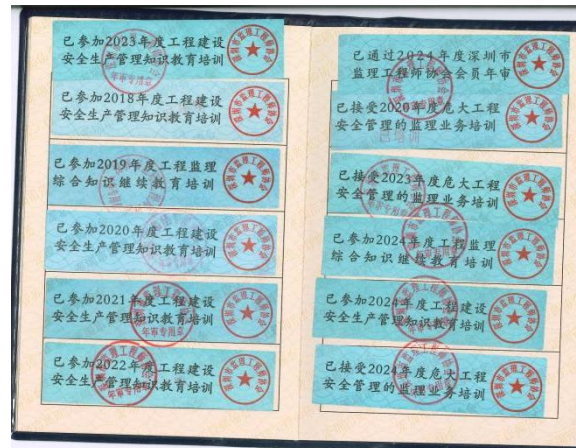 已参加2023年度工程建设
安全生产管理知识教育培训
已参加2018年度工程建设
安全生产管理知识教育培训
已参加2019年度工程监理
综合知识继续教育培训
已参加2020年度工程建设
安全生产管理知识教育培训
已参加2021年度工程建设
安全生产管理知识教育培训
年审专用章
已参加2022年度工程建设
安全生产管理知识教育培训
年审专用章
已通过2024年度深圳市
监理工程师协会会员年审
已接受2020年度危大工程
安全管理的监理业务培训
已培训
已接受2023年度危大工程
安全管理的监理业务培训
已参加2024年度工程监理
综合知识继续教育培训
已参加2024年度工程建设
安全生产管理知识教育培训
已接受2024年度危大工程
安全管理的监理业务培训